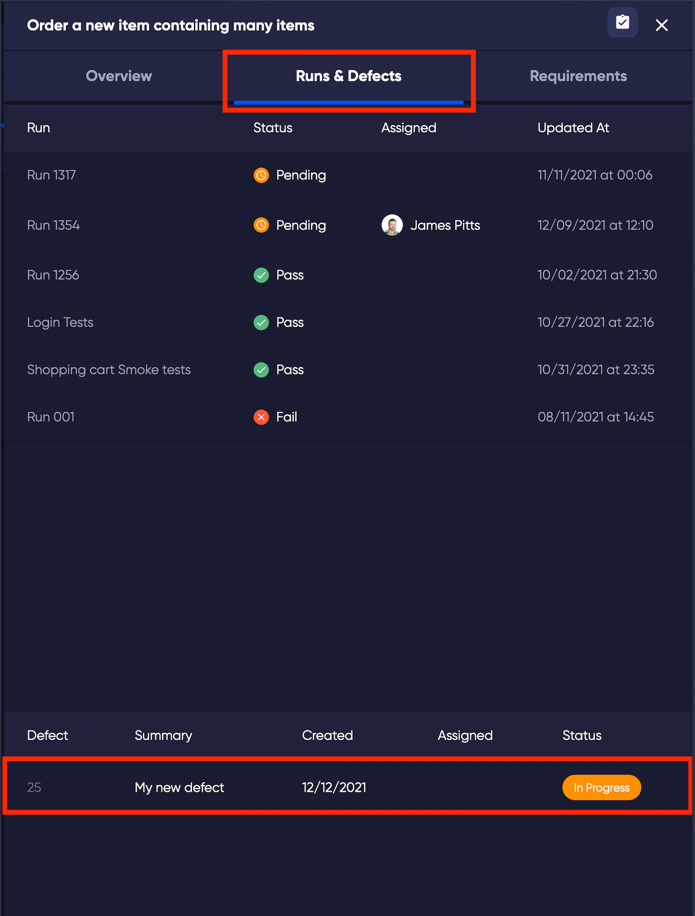 Order a new item containing many items
Overview Runs & Defects Requirements
Run Status Assigned Updated At
Run 1317 Pending 11/11/2021 at 00:06
Run 1354 Pending James Pitts 12/09/2021 at 12:10
Run 1256 Pass 10/02/2021 at 21:30
Login Tests Pass 10/27/2021 at 22:16
Shopping cart Smoke tests Pass 10/31/2021 at 23:35
Run 001 Fail 08/11/2021 at 14:45
Defect Summary Created Assigned Status
25 My new defect 12/12/2021 In Progress